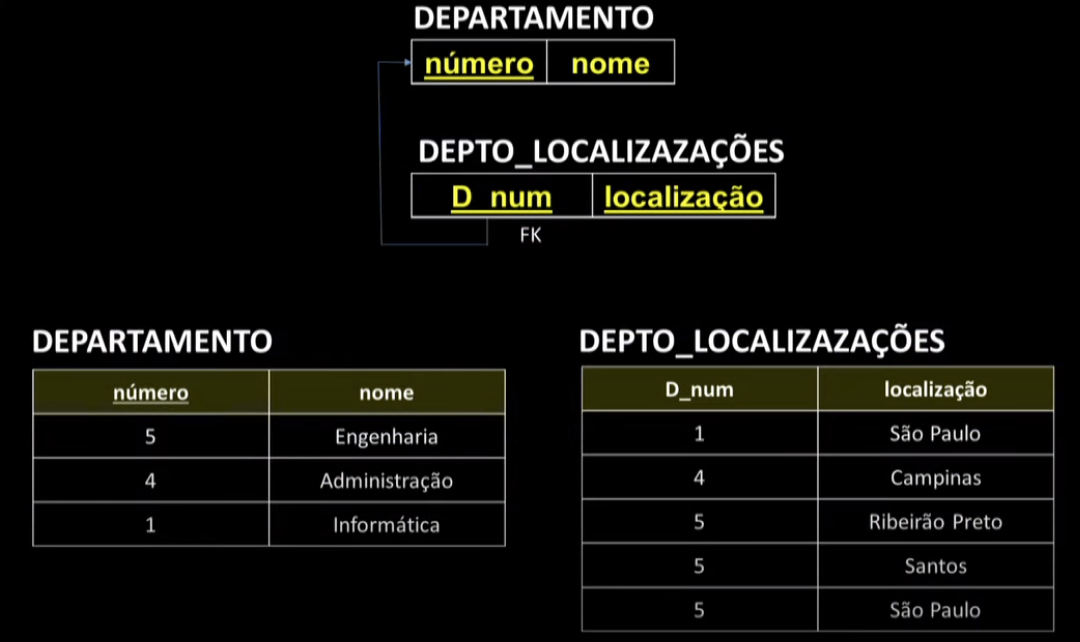 DEPARTAMENTO
número nome
DEPTO_LOCALIZAZAÇÕES
D_num localização
FK
DEPARTAMENTO
número nome
5 Engenharia
4 Administração
1 Informática
DEPTO_LOCALIZAZAÇÕES
D_num localização
1 São Paulo
4 Campinas
5 Ribeirão Preto
5 Santos
5 São Paulo